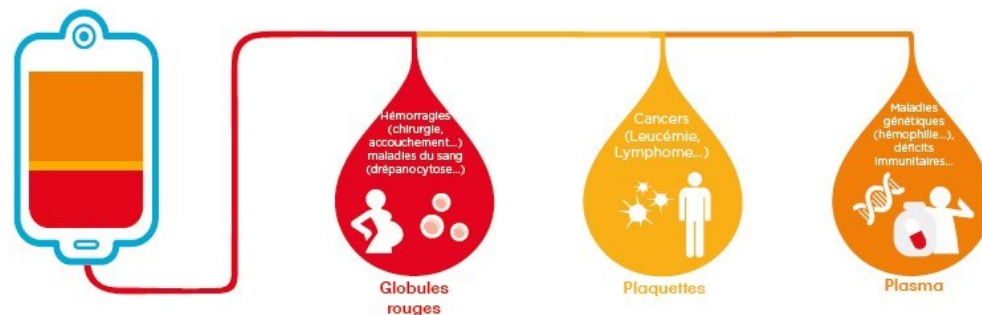 Hémorragies
(chirurgie,
accouchement...)
maladies du sang
(drépanocytose...)
Globules
rouges
Cancers
(Leucémie,
Lymphome...)
Plaquettes
Maladies
génétiques
(hémophilie...),
déficits
immunitaires...
Plasma